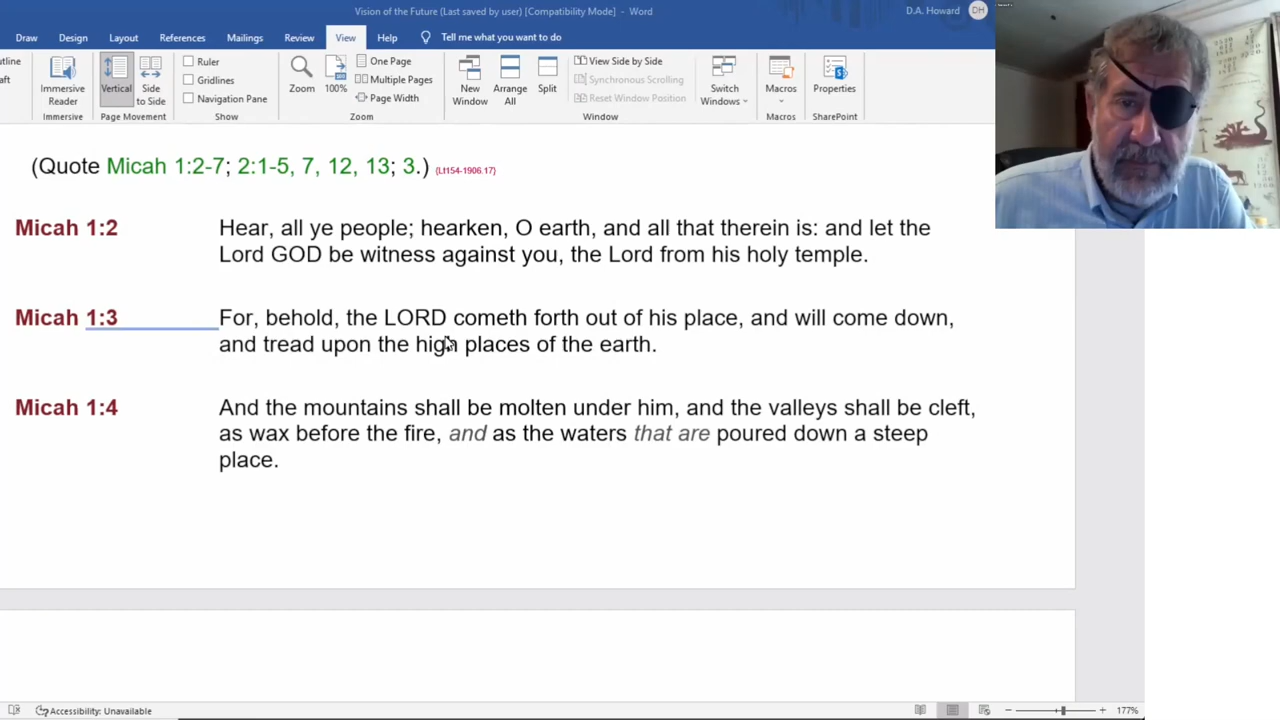 Vision of the Future (Last saved by user) [Compatibility Mode] - Word
D.A. Howard
DH
Draw Design Layout References Mailings Review View Help Tell me what you want to do
utline
aft
Immersive Reader
Immersive
Vertical
Side to Side
Page Movement
Ruler
Gridlines
Navigation Pane
Show
Zoom
100%
One Page
Multiple Pages
Page Width
Zoom
New Window
Arrange All
Split
View Side by Side
Synchronous Scrolling
Reset Window Position
Window
Switch Windows
Macros
Macros
Properties
SharePoint
(Quote Micah 1:2-7; 2:1-5, 7, 12, 13; 3.) (Lt154-1906.17)
Micah 1:2 Hear, all ye people; hearken, O earth, and all that therein is: and let the
Lord GOD be witness against you, the Lord from his holy temple.
Micah 1:3 For, behold, the LORD cometh forth out of his place, and will come down,
and tread upon the high places of the earth.
Micah 1:4 And the mountains shall be molten under him, and the valleys shall be cleft,
as wax before the fire, and as the waters that are poured down a steep
place.
Accessibility: Unavailable
177%